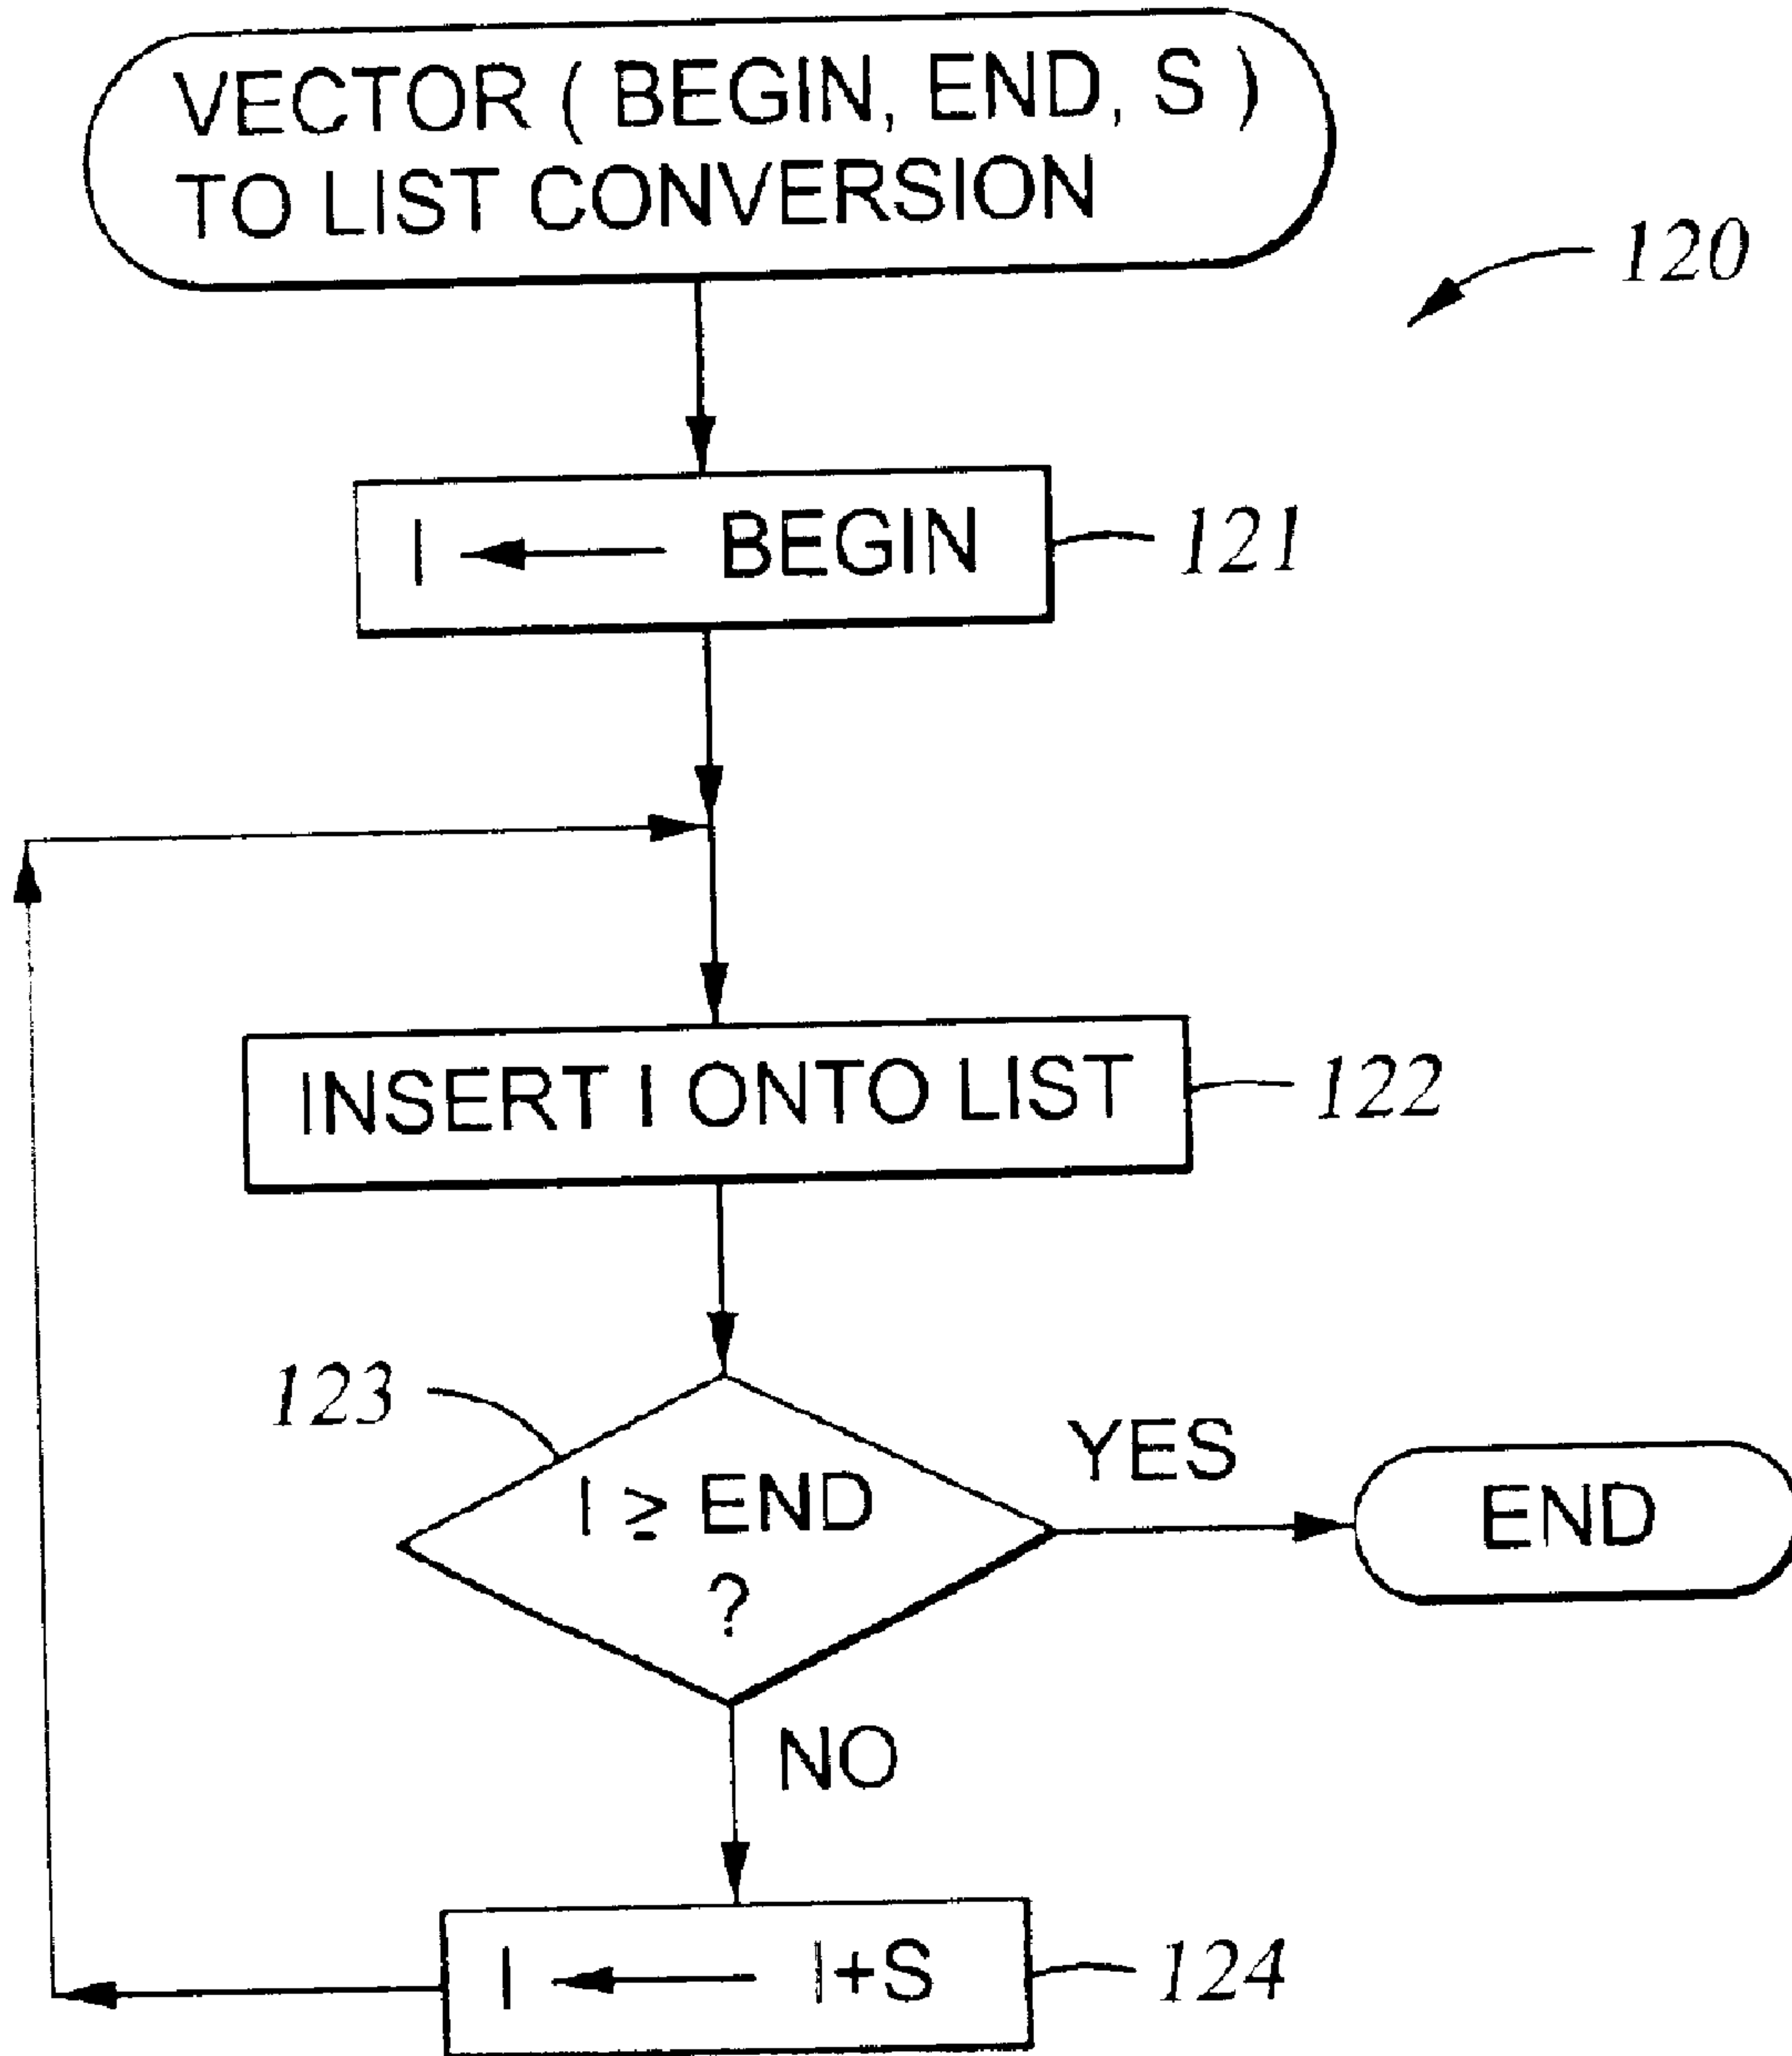 VECTOR ( BEGIN, END, S )
TO LIST CONVERSION
120
I ← BEGIN
121
INSERT I ONTO LIST
122
123
I ≥ END
?
YES
END
NO
I ← I+S
124